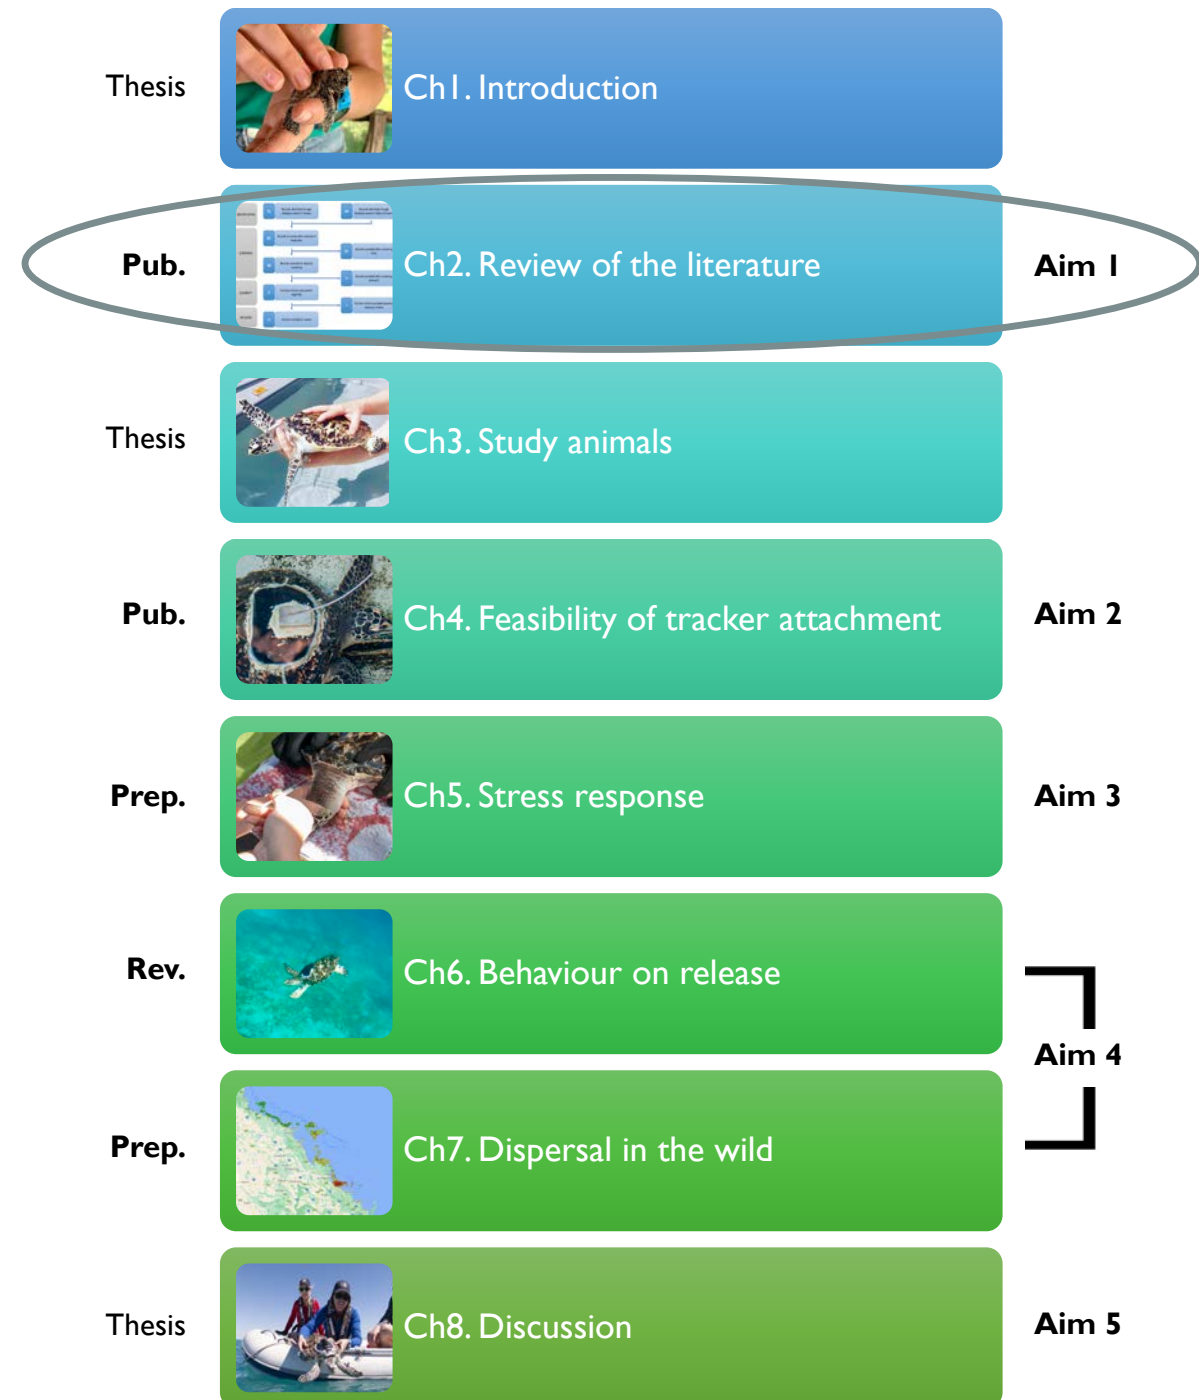 Thesis
Ch1. Introduction
Pub.
Ch2. Review of the literature
Aim 1
Thesis
Ch3. Study animals
Pub.
Ch4. Feasibility of tracker attachment
Aim 2
Prep.
Ch5. Stress response
Aim 3
Rev.
Ch6. Behaviour on release
Aim 4
Prep.
Ch7. Dispersal in the wild
Thesis
Ch8. Discussion
Aim 5